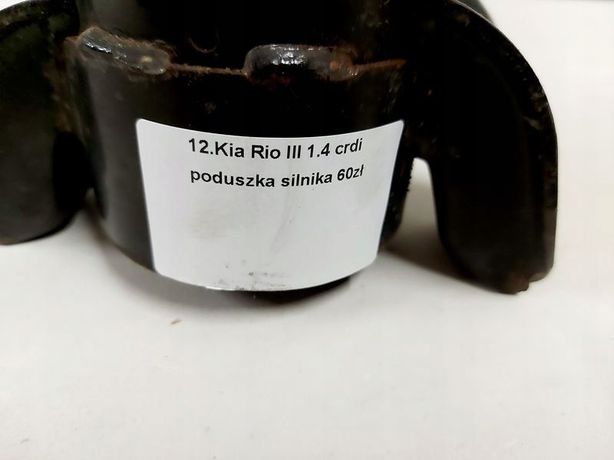 12.Kia Rio III 1.4 crdi
poduszka silnika 60zł